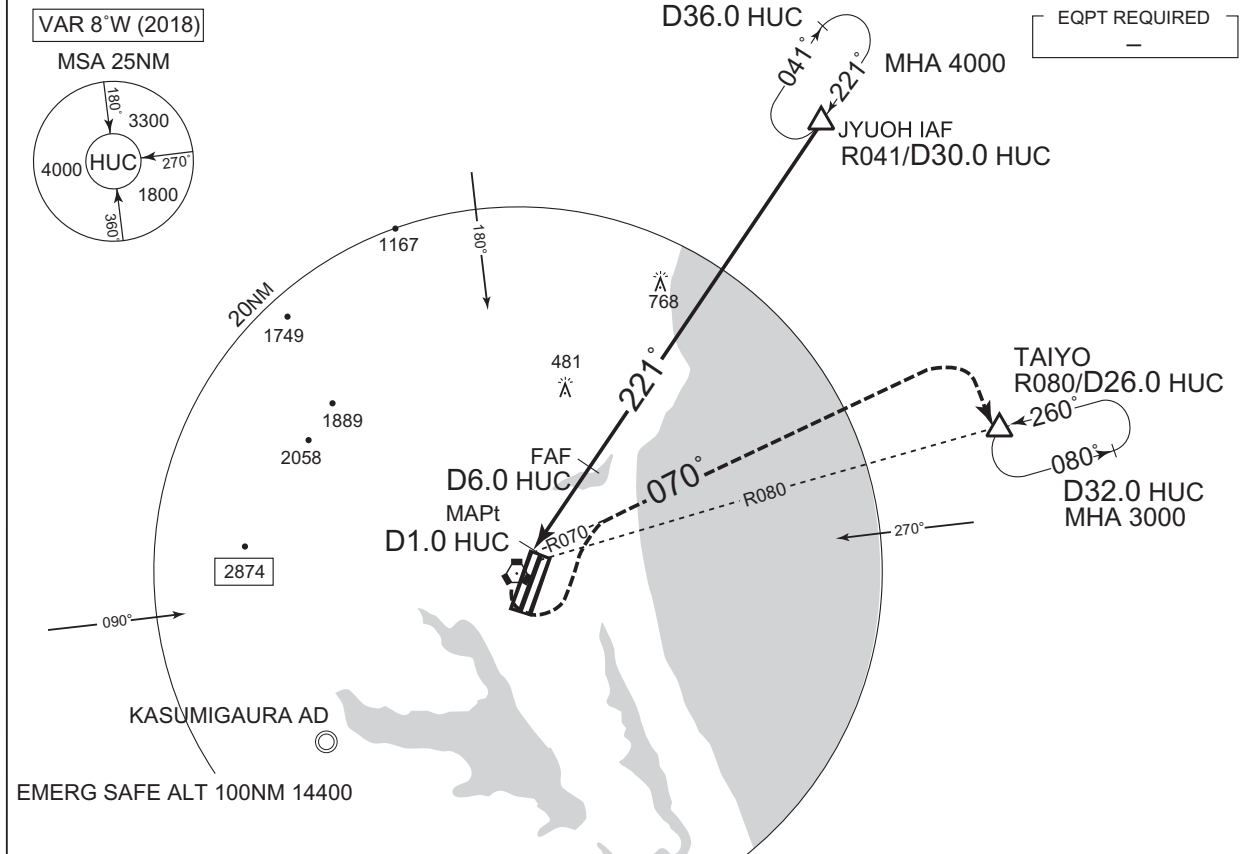 VAR 8°W (2018)
MSA 25NM
180°
3300
HUC
270°
4000
1800
360°
D36.0 HUC
041°
221°
MHA 4000
JYUOH IAF
R041/D30.0 HUC
EQPT REQUIRED
–
1167
180°
20NM
768
1749
481
221°
1889
2058
TAIYO
R080/D26.0 HUC
260°
080°
D32.0 HUC
MHA 3000
FAF
D6.0 HUC
070°
R080
MAPt
D1.0 HUC
R070
270°
2874
090°
KASUMIGAURA AD
EMERG SAFE ALT 100NM 14400